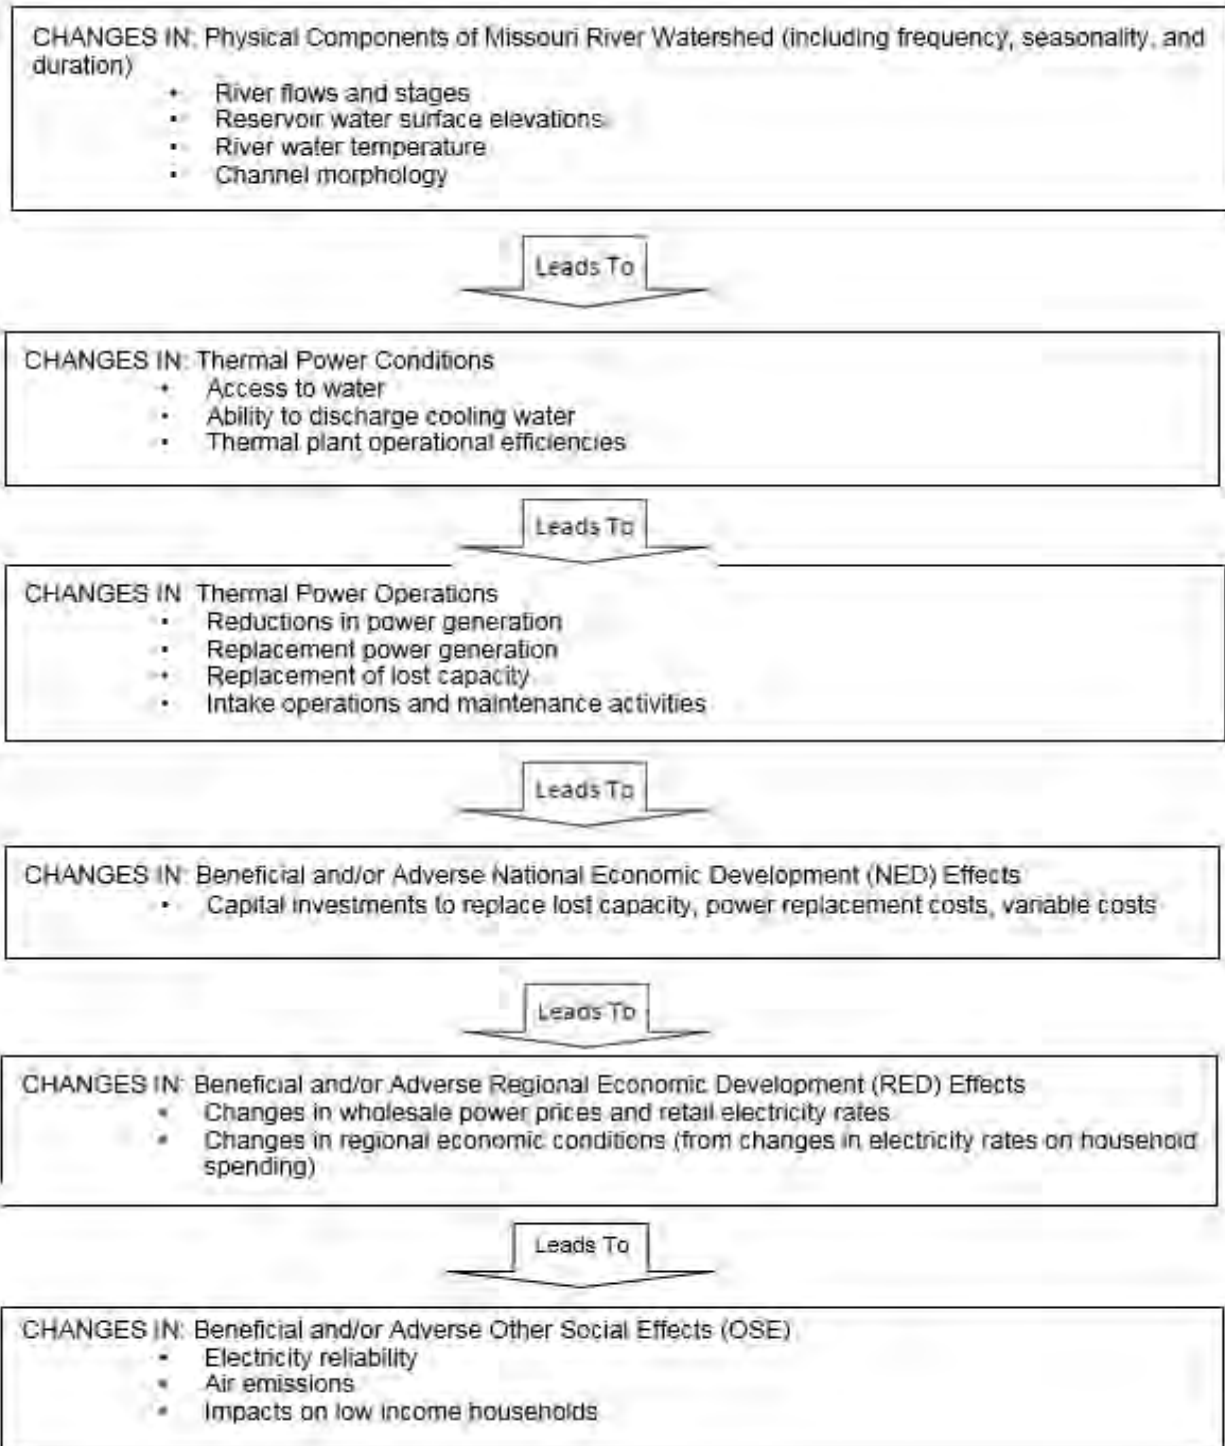 CHANGES IN: Physical Components of Missouri River Watershed (including frequency, seasonality, and
duration)
• River flows and stages
• Reservoir water surface elevations
• River water temperature
• Channel morphology
Leads To
CHANGES IN: Thermal Power Conditions
• Access to water
• Ability to discharge cooling water
• Thermal plant operational efficiencies
Leads To
CHANGES IN: Thermal Power Operations
• Reductions in power generation
• Replacement power generation
• Replacement of lost capacity
• Intake operations and maintenance activities
Leads To
CHANGES IN: Beneficial and/or Adverse National Economic Development (NED) Effects
• Capital investments to replace lost capacity, power replacement costs, variable costs
Leads To
CHANGES IN: Beneficial and/or Adverse Regional Economic Development (RED) Effects
• Changes in wholesale power prices and retail electricity rates
• Changes in regional economic conditions (from changes in electricity rates on household
spending)
Leads To
CHANGES IN: Beneficial and/or Adverse Other Social Effects (OSE)
• Electricity reliability
• Air emissions
• Impacts on low income households